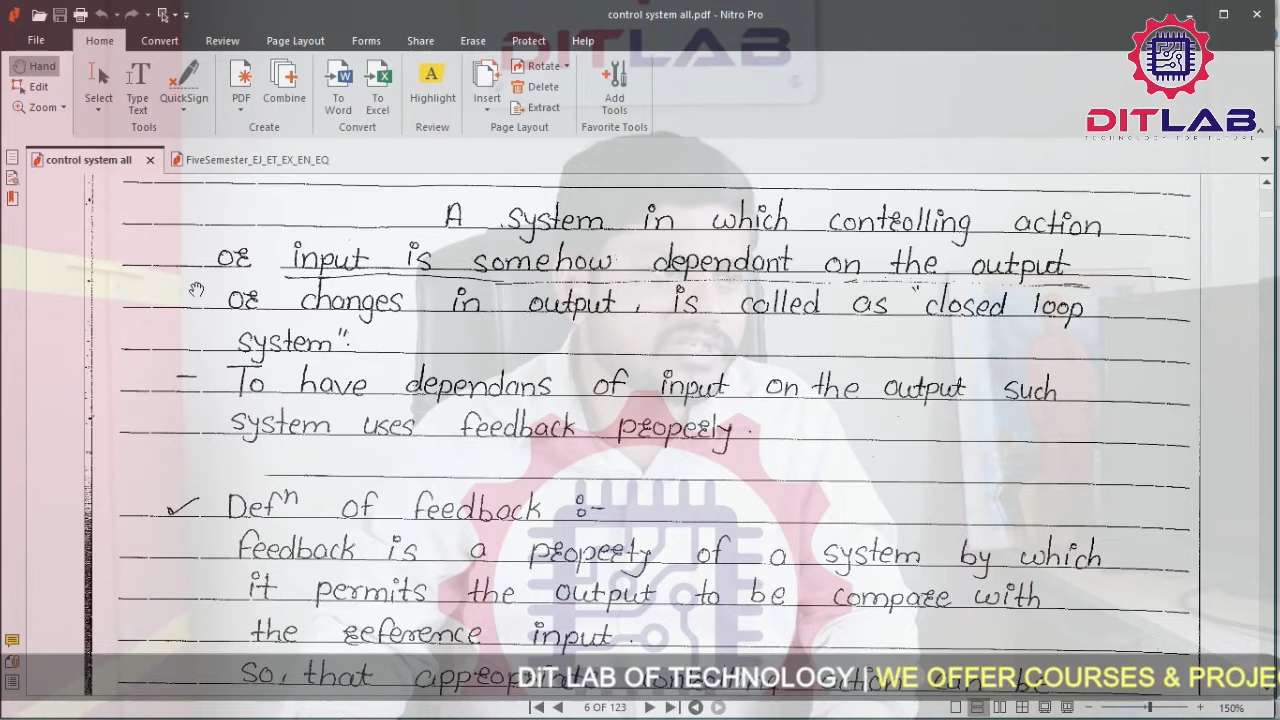 control system all.pdf - Nitro Pro
File Home Convert Review Page Layout Forms Share Erase Protect Help
Hand
Edit
Zoom
Select
Type Text
QuickSign
Tools
PDF
Combine
Create
To Word
To Excel
Convert
Highlight
Review
Insert
Rotate
Delete
Extract
Page Layout
Add Tools
Favorite Tools
DITLAB
TECHNOLOGY FOR FUTURE
control system all
FiveSemester_EJ_ET_EX_EN_EQ
A system in which controlling action
or input is somehow dependant on the output
or changes in output, is called as "closed loop
system".
- To have dependans of input on the output such
system uses feedback properly.
✓ Defⁿ of feedback :-
feedback is a property of a system by which
it permits the output to be compare with
the reference input.
So, that
DIT LAB OF TECHNOLOGY | WE OFFER COURSES & PROJE
6 OF 123
150%